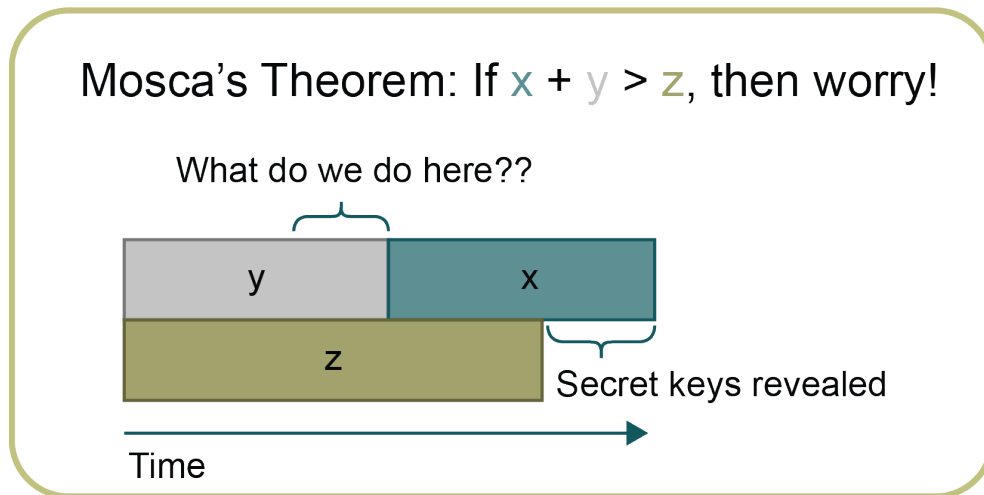 Mosca’s Theorem: If x + y > z, then worry!
What do we do here??
y
x
z
Secret keys revealed
Time